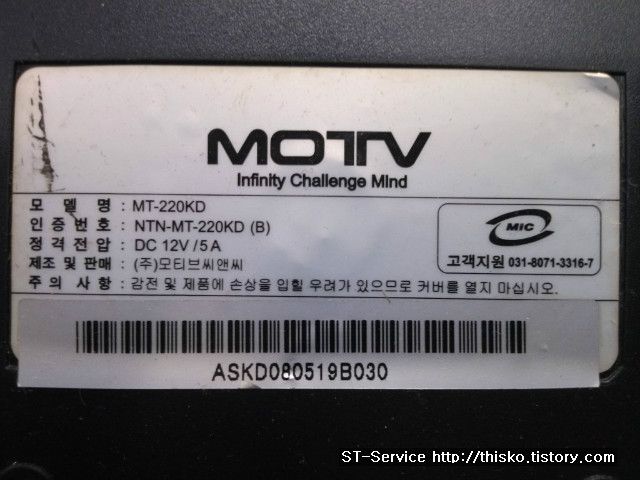 MOTV
Infinity Challenge Mind
모 델 명 : MT-220KD
인 증 번 호 : NTN-MT-220KD (B)
정 격 전 압 : DC 12V / 5 A
제조 및 판매 : (주)모티브씨앤씨
주 의 사 항 : 감전 및 제품에 손상을 입힐 우려가 있으므로 커버를 열지 마십시오.
MIC
고객지원 031-8071-3316-7
ASKD080519B030
ST-Service http://thisko.tistory.com